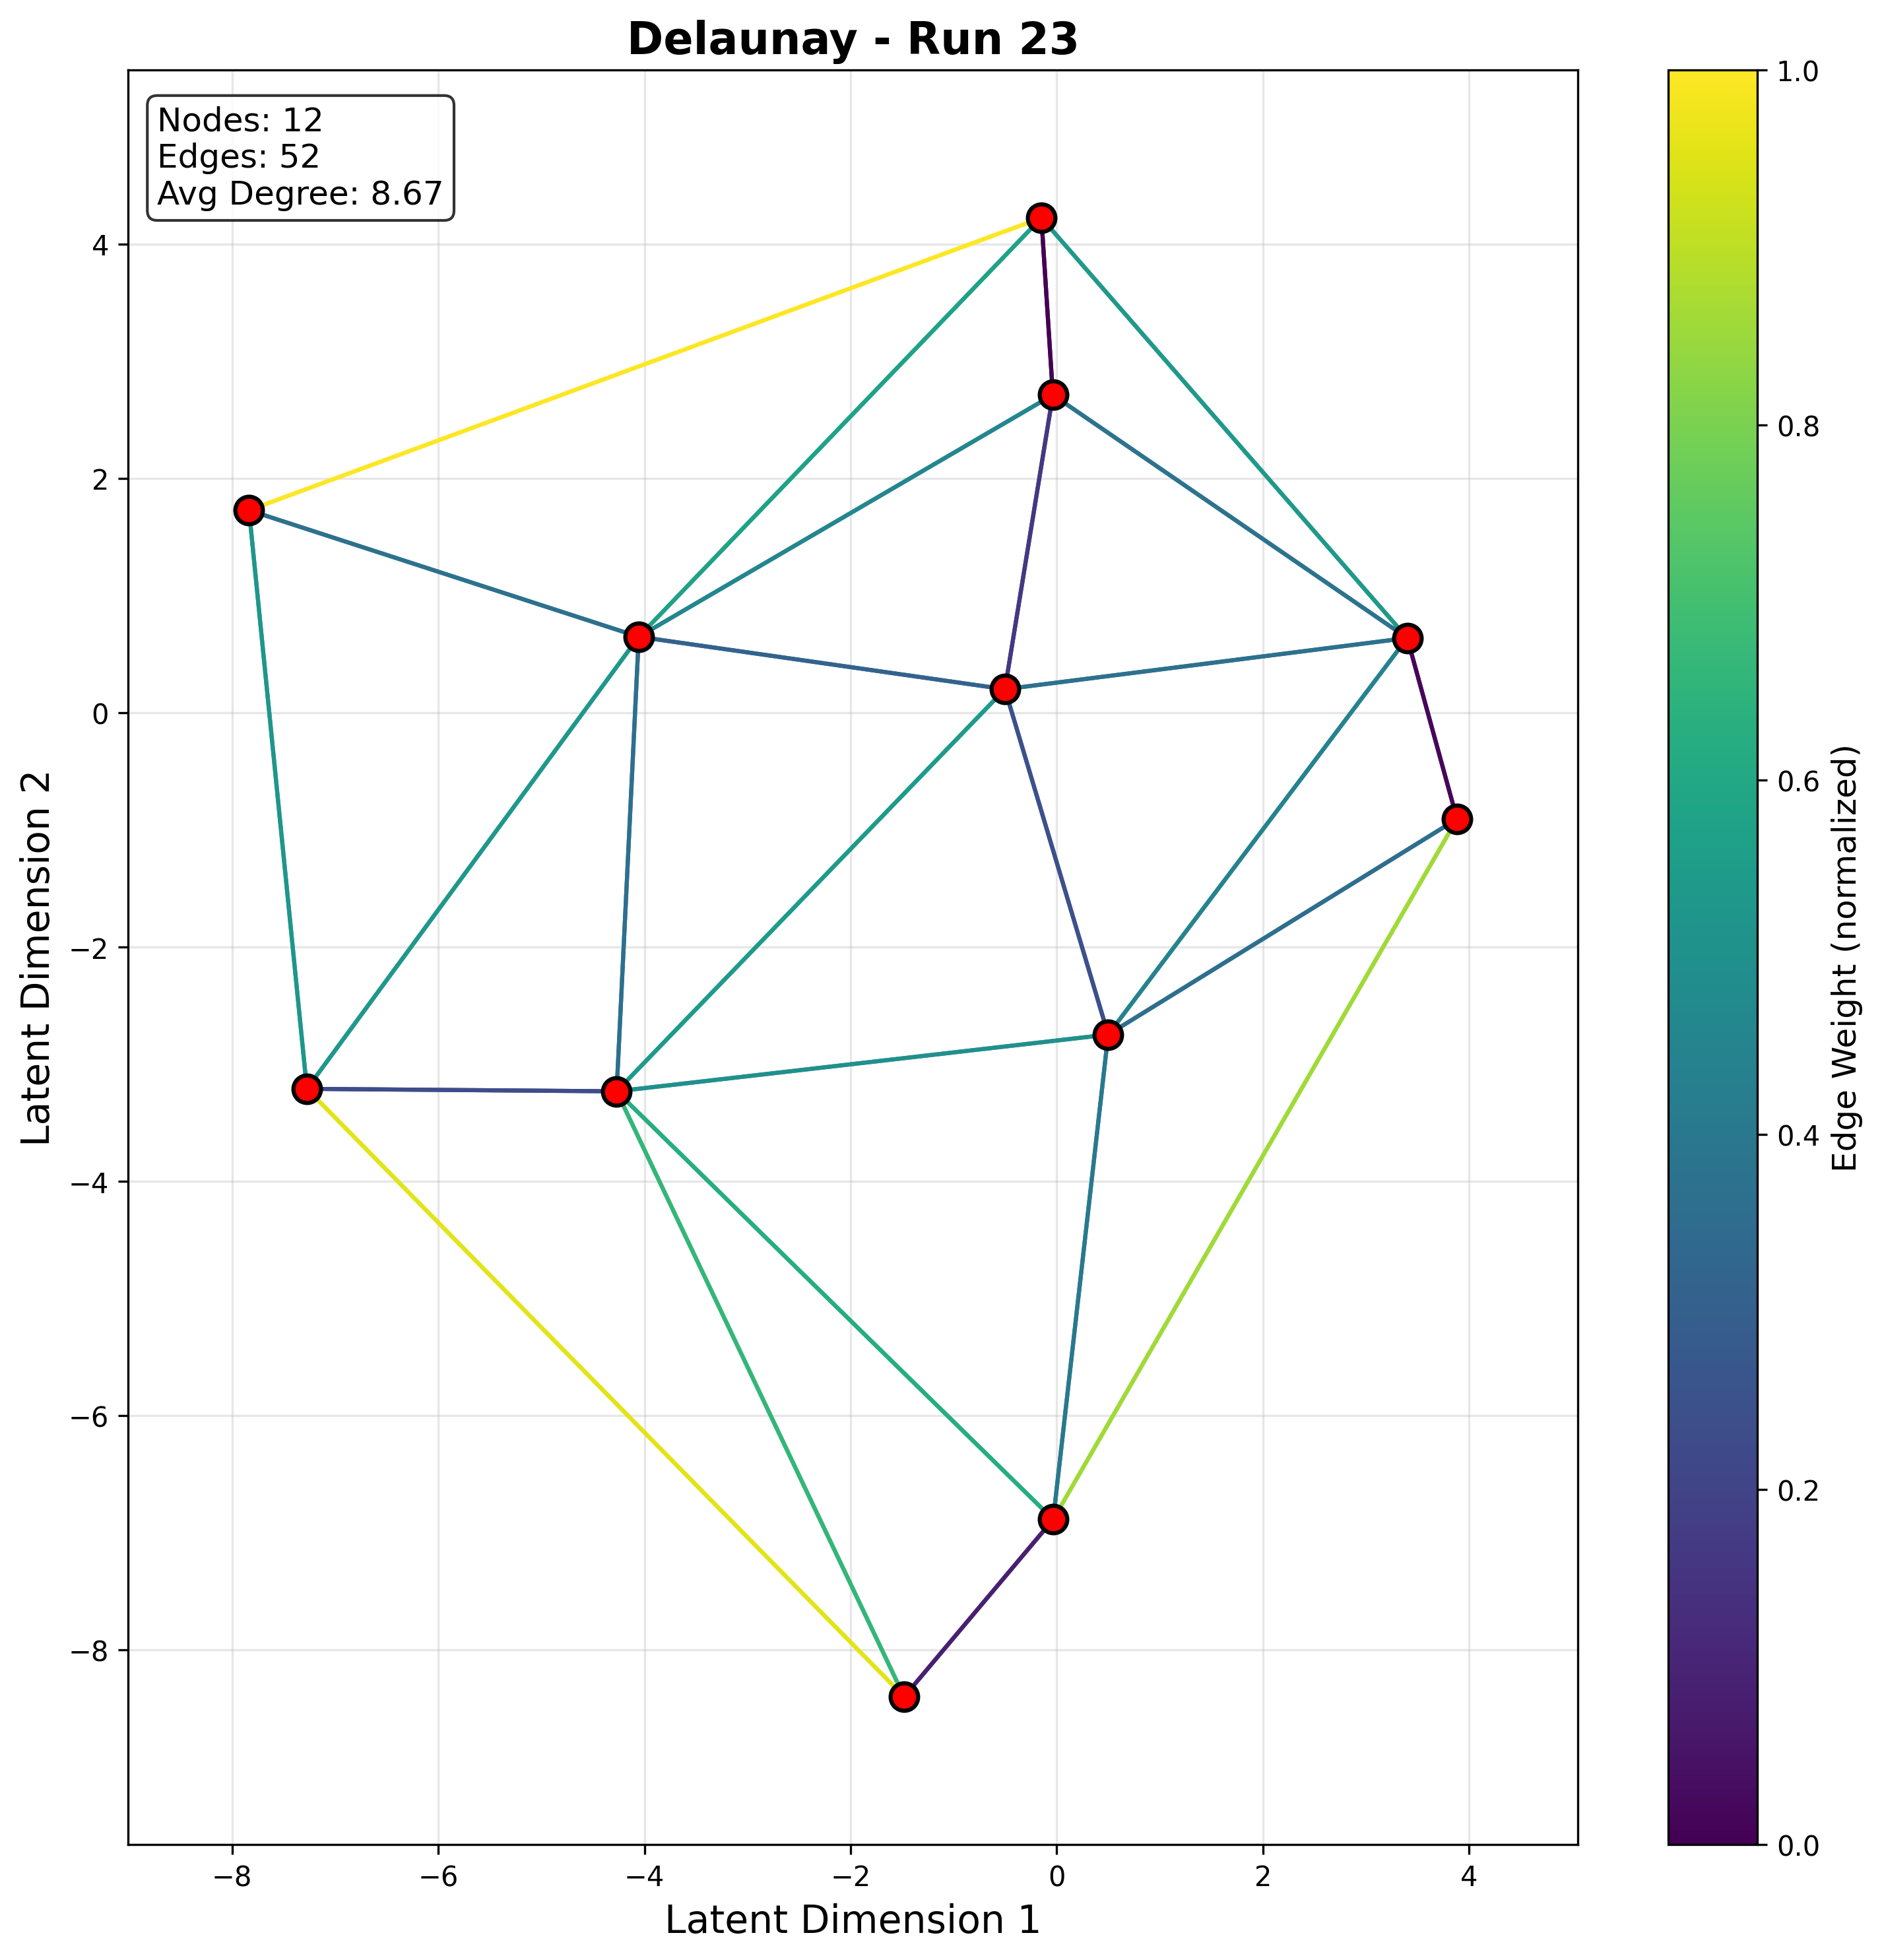 Delaunay - Run 23
Nodes: 12
Edges: 52
Avg Degree: 8.67
4
2
0
−2
−4
−6
−8
Latent Dimension 2
−8
−6
−4
−2
0
2
4
Latent Dimension 1
1.0
0.8
0.6
0.4
0.2
0.0
Edge Weight (normalized)